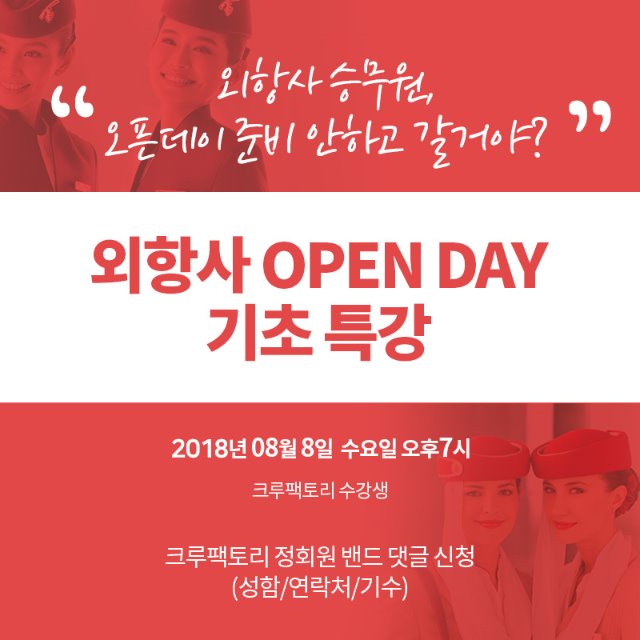 “ 외항사 승무원,
오픈데이 준비 안하고 갈거야? ”
외항사 OPEN DAY
기초 특강
2018년 08월 8일 수요일 오후7시
크루팩토리 수강생
크루팩토리 정회원 밴드 댓글 신청
(성함/연락처/기수)